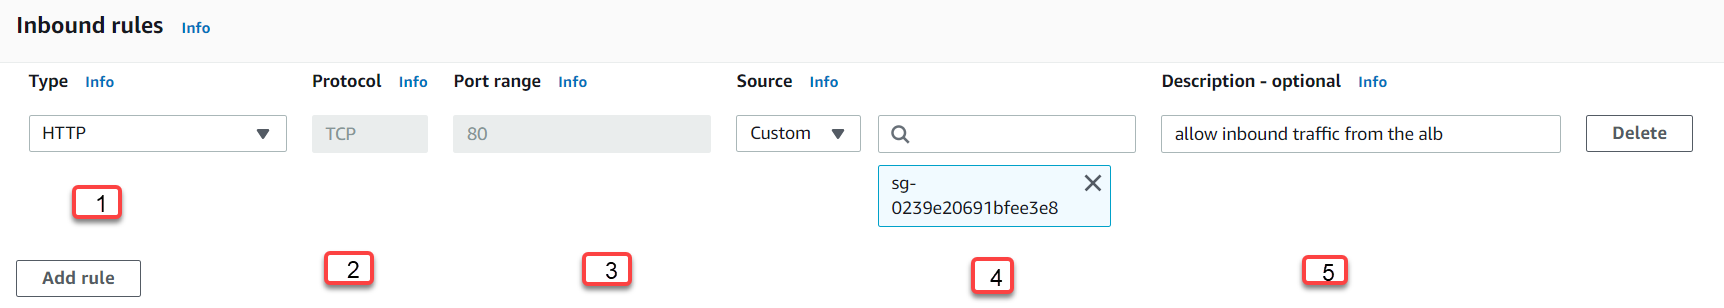 Inbound rules Info
Type Info Protocol Info Port range Info Source Info Description - optional Info
HTTP TCP 80 Custom allow inbound traffic from the alb Delete
sg-
0239e20691bfee3e8
1
2 3 4 5
Add rule